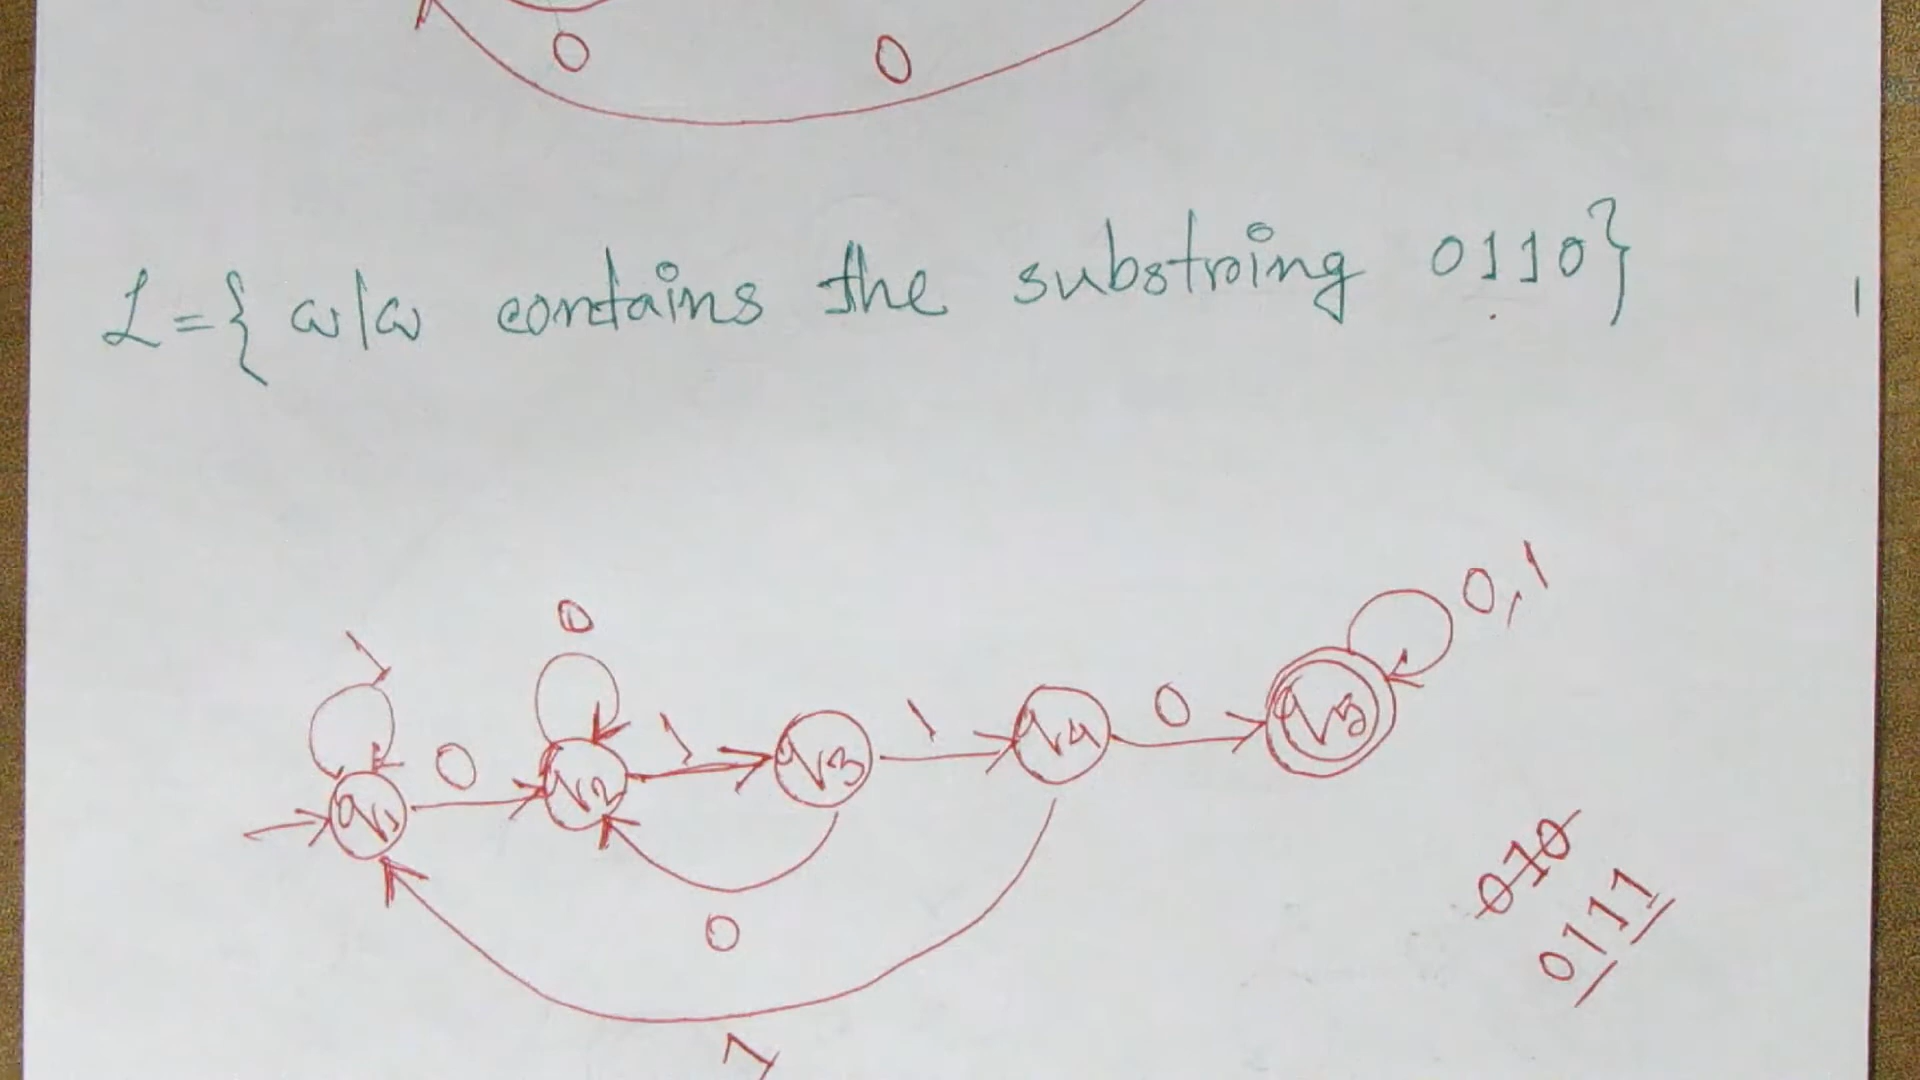 0 0
L={ω/ω contains the substring 0110}
0,1
1 0
0 1 1 0
q1 q2 q3 q4 q5
0
1
010
0111